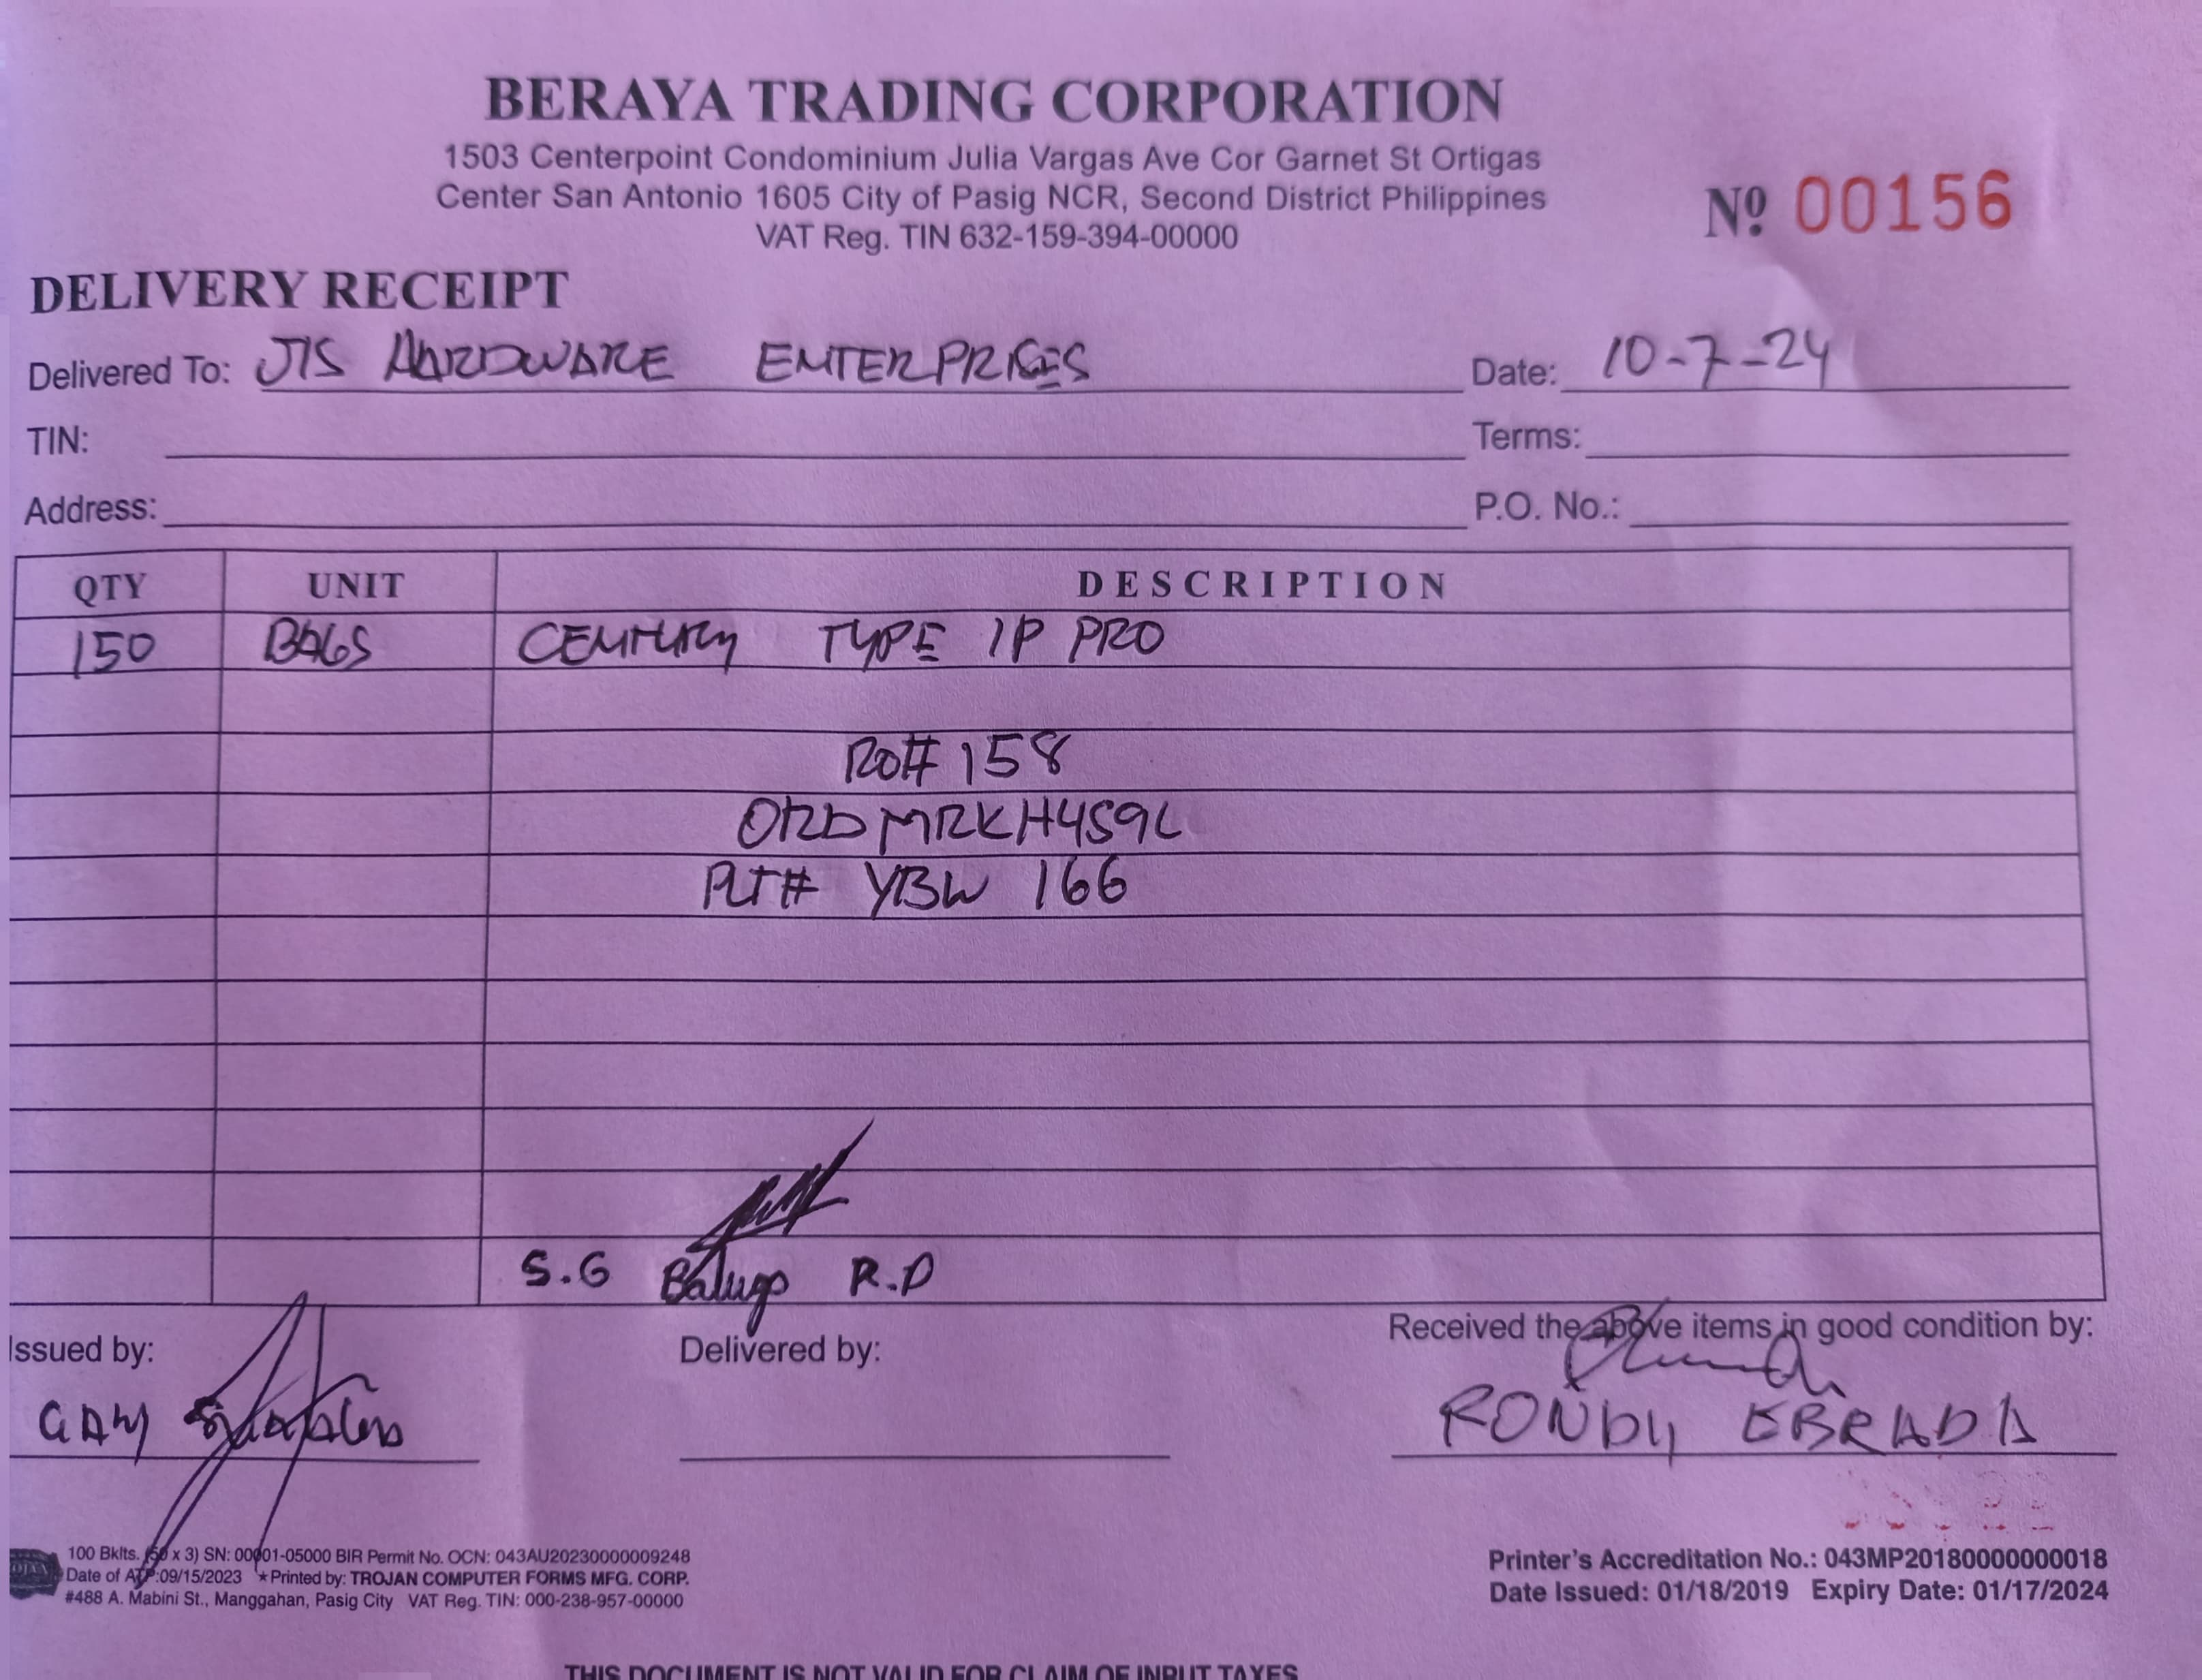 BERAYA TRADING CORPORATION
1503 Centerpoint Condominium Julia Vargas Ave Cor Garnet St Ortigas
Center San Antonio 1605 City of Pasig NCR, Second District Philippines
VAT Reg. TIN 632-159-394-00000
Nº 00156
DELIVERY RECEIPT
Delivered To: JJS HARDWARE ENTERPRISES Date: 10-7-24
TIN: Terms:
Address: P.O. No.:
QTY UNIT DESCRIPTION
150 BAGS CENTURY TYPE 1P PRO
RO# 158
ORDMRKH4S9L
PLT# YBW 166
S.G Balugo R.D
Issued by: Delivered by: Received the above items in good condition by:
GARY RONDY EBRADA
100 Bklts. (50 x 3) SN: 00001-05000 BIR Permit No. OCN: 043AU20230000009248
Date of ATP:09/15/2023 ★Printed by: TROJAN COMPUTER FORMS MFG. CORP.
#488 A. Mabini St., Manggahan, Pasig City VAT Reg. TIN: 000-238-957-00000
Printer's Accreditation No.: 043MP20180000000018
Date Issued: 01/18/2019 Expiry Date: 01/17/2024
THIS DOCUMENT IS NOT VALID FOR CLAIM OF INPUT TAXES